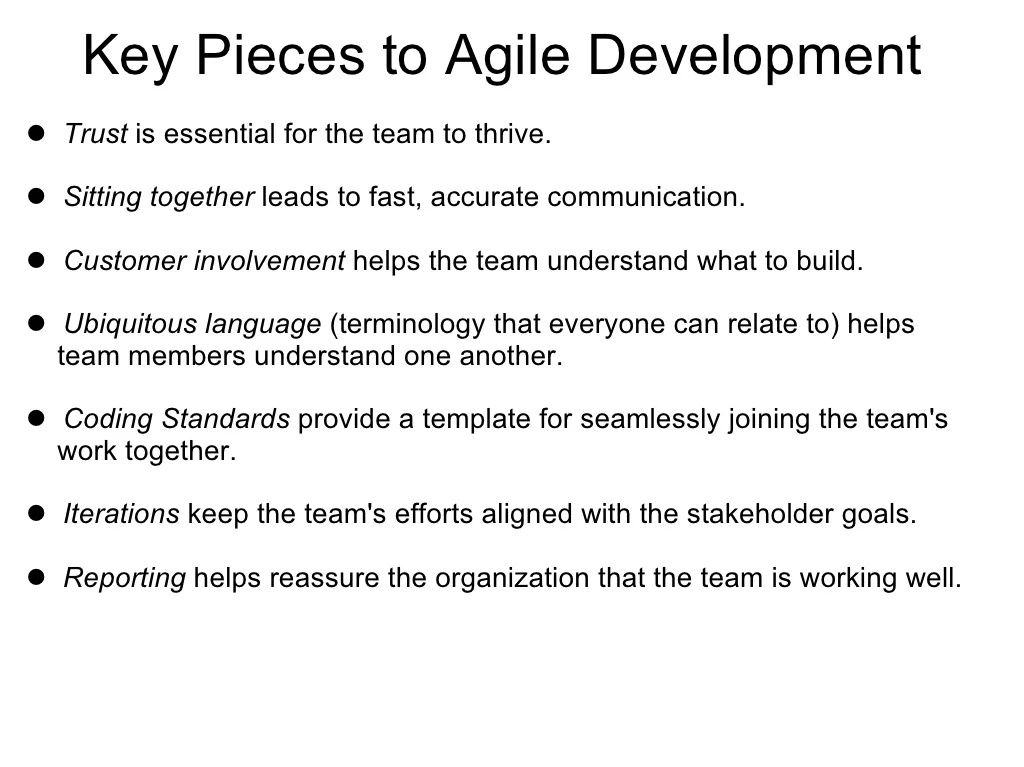 Key Pieces to Agile Development
● Trust is essential for the team to thrive.
● Sitting together leads to fast, accurate communication.
● Customer involvement helps the team understand what to build.
● Ubiquitous language (terminology that everyone can relate to) helps
team members understand one another.
● Coding Standards provide a template for seamlessly joining the team's
work together.
● Iterations keep the team's efforts aligned with the stakeholder goals.
● Reporting helps reassure the organization that the team is working well.